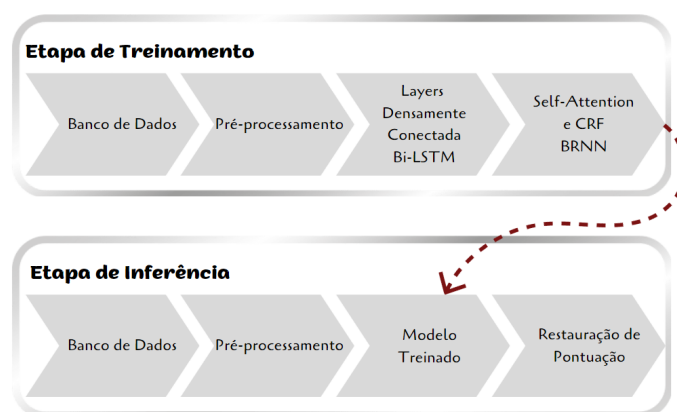 Etapa de Treinamento
Banco de Dados
Pré-processamento
Layers
Densamente
Conectada
Bi-LSTM
Self-Attention
e CRF
BRNN
Etapa de Inferência
Banco de Dados
Pré-processamento
Modelo
Treinado
Restauração de
Pontuação